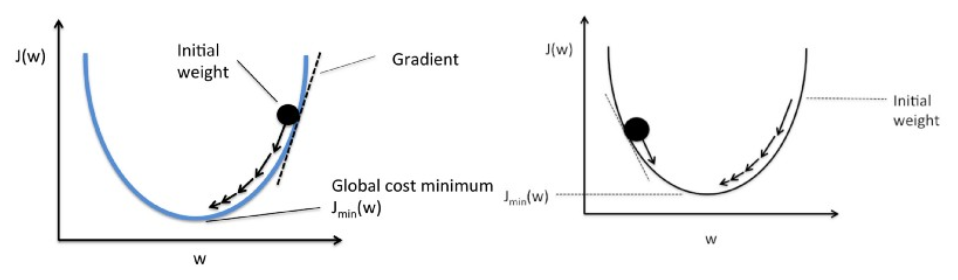 J(w)
Initial
weight
Gradient
Global cost minimum
Jmin(w)
w
J(w)
Initial
weight
Jmin(w)
w